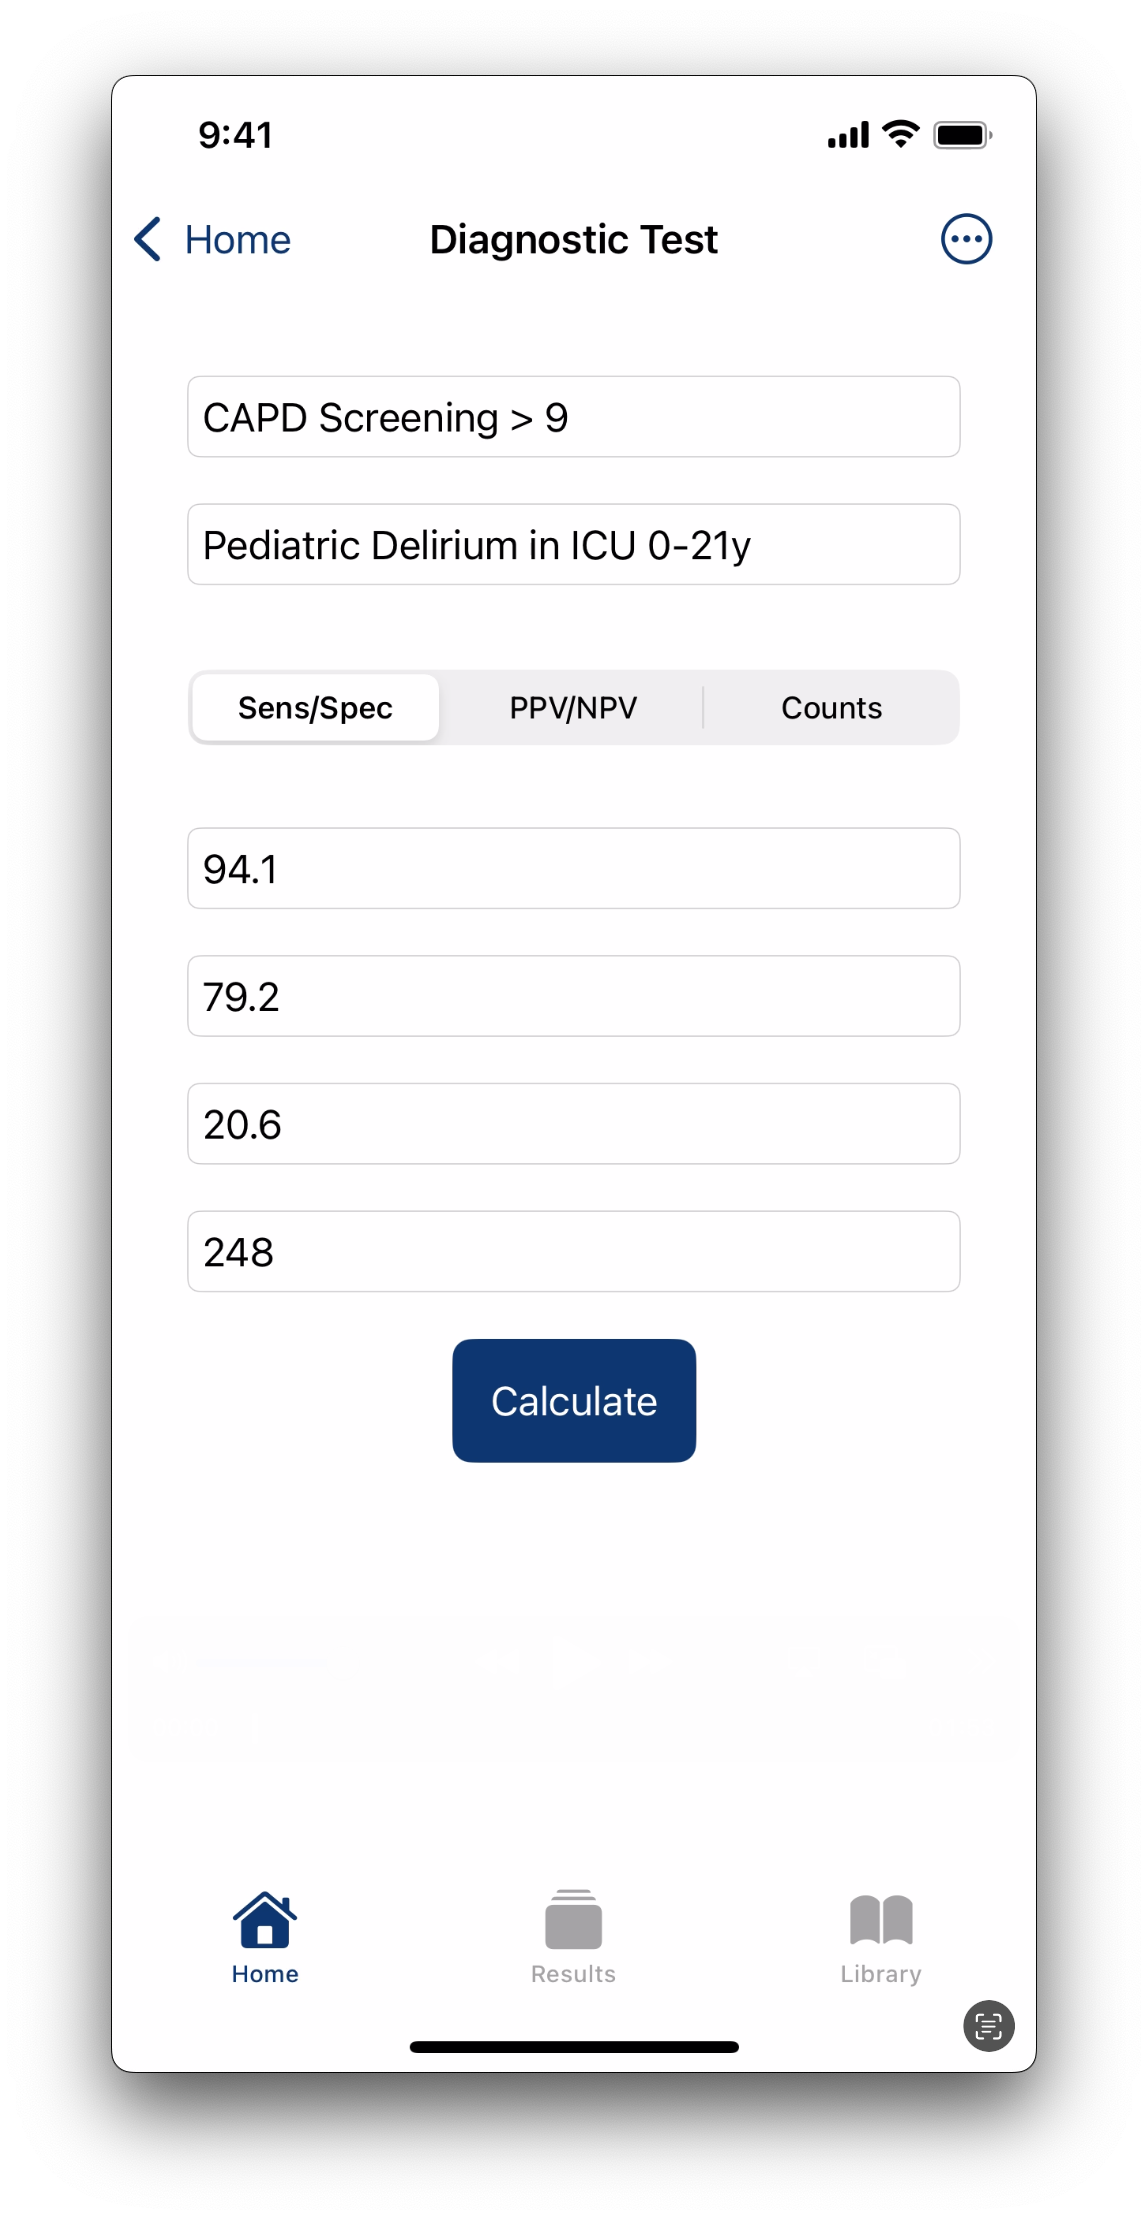 9:41
Home
Diagnostic Test
CAPD Screening > 9
Pediatric Delirium in ICU 0-21y
Sens/Spec PPV/NPV Counts
94.1
79.2
20.6
248
Calculate
Home Results Library